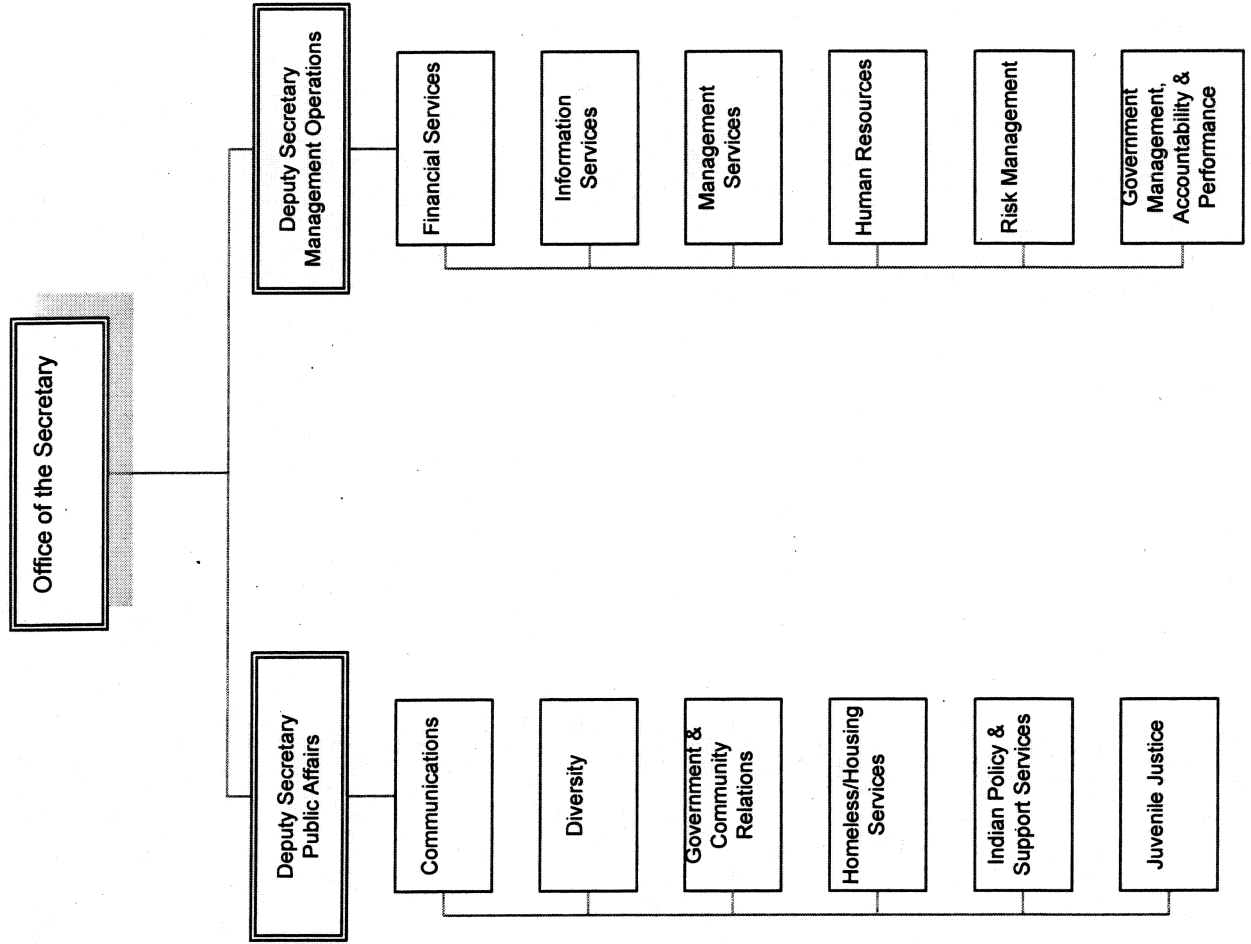 Office of the Secretary
Deputy Secretary
Public Affairs
Communications
Diversity
Government &
Community
Relations
Homeless/Housing
Services
Indian Policy &
Support Services
Juvenile Justice
Deputy Secretary
Management Operations
Financial Services
Information
Services
Management
Services
Human Resources
Risk Management
Government
Management,
Accountability &
Performance